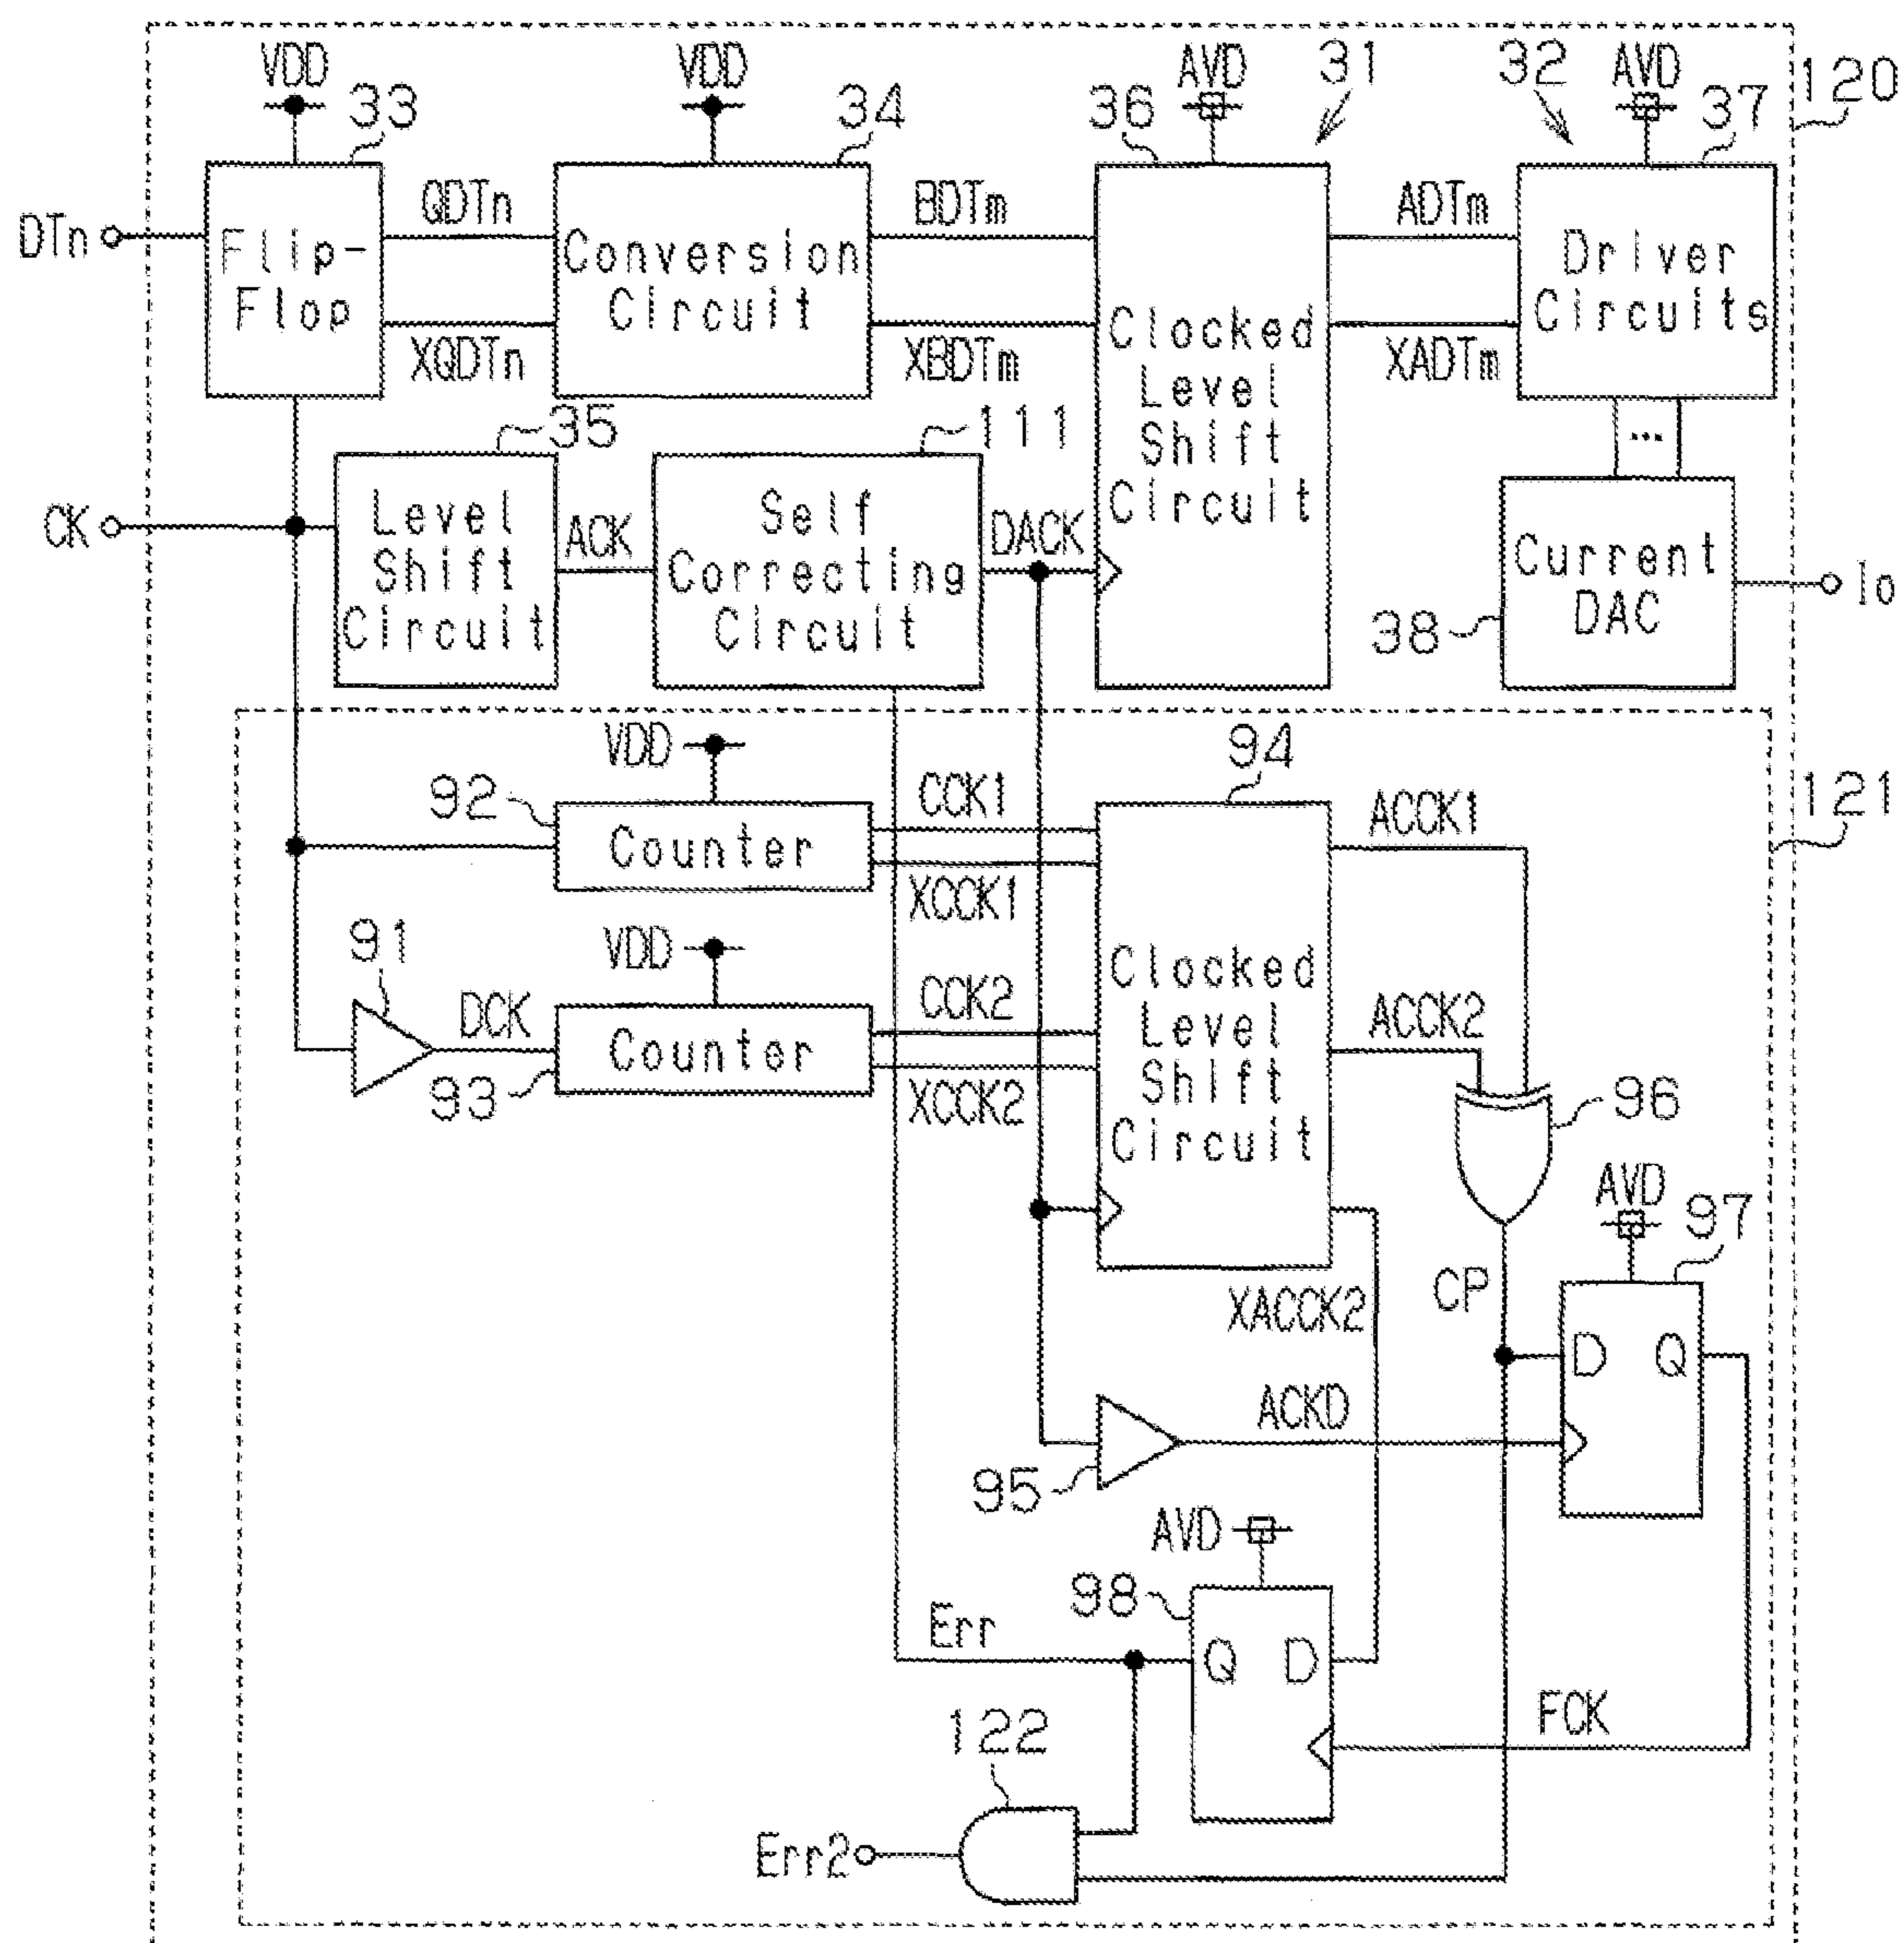 VDD
VDD
AVD
31
32
AVD
120
33
34
36
37
DTn
Flip-
Flop
QDTn
XQDTn
Conversion
Circuit
BDTm
XBDTm
Clocked
Level
Shift
Circuit
ADTm
XADTm
Driver
Circuits
...
35
111
CK
Level
Shift
Circuit
ACK
Self
Correcting
Circuit
DACK
Current
DAC
38
Io
VDD
94
121
92
Counter
CCK1
XCCK1
ACCK1
91
VDD
DCK
93
Counter
CCK2
XCCK2
Clocked
Level
Shift
Circuit
ACCK2
96
AVD
97
XACCK2
CP
D
Q
ACKD
95
AVD
98
Err
Q
D
FCK
122
Err2